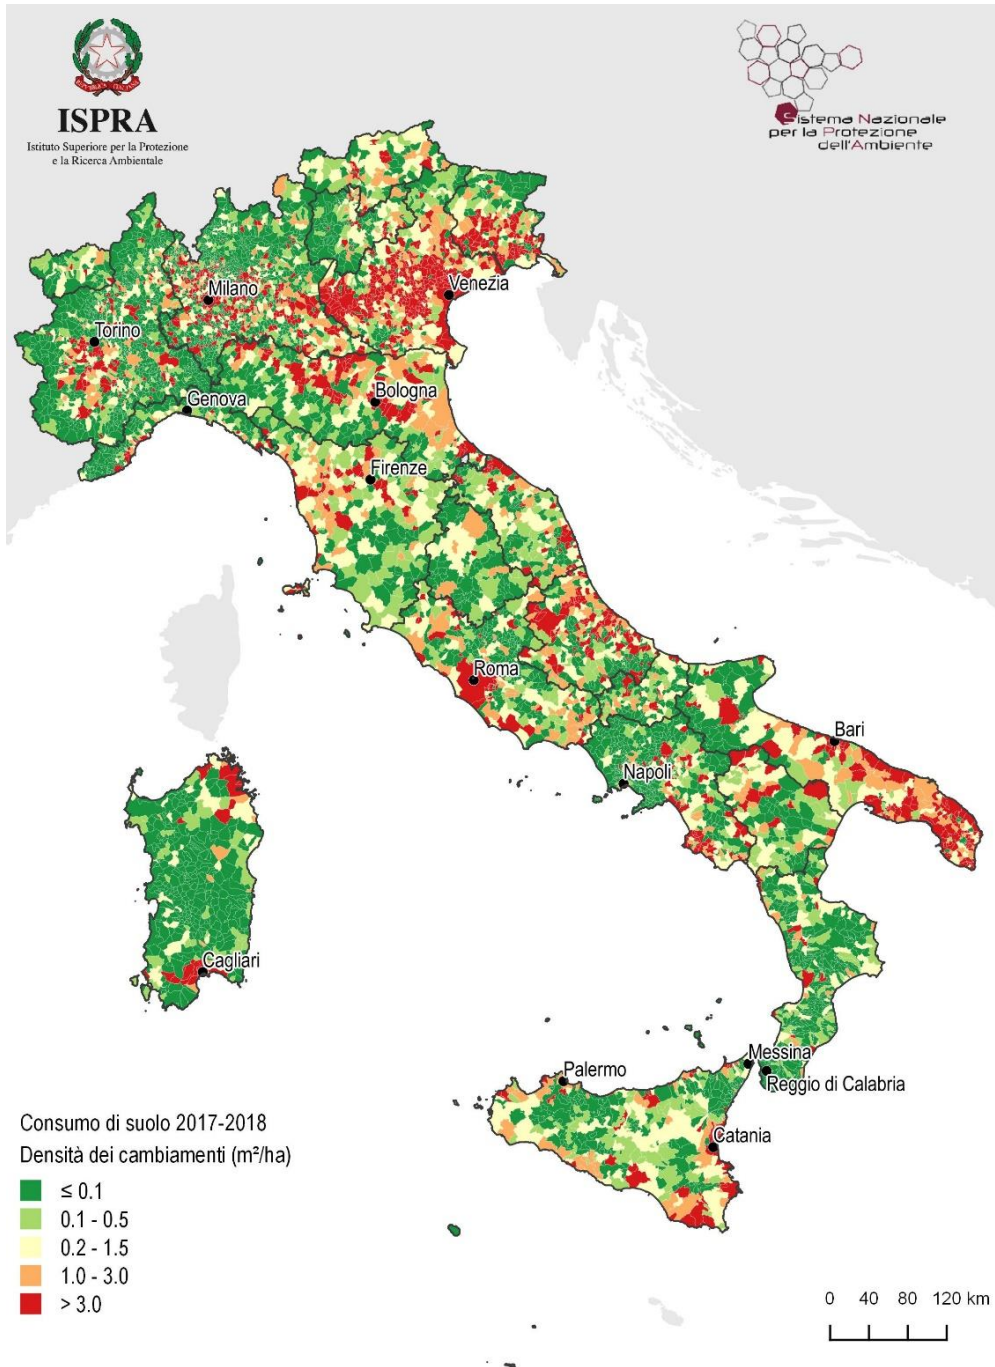 ISPRA
Istituto Superiore per la Protezione
e la Ricerca Ambientale
Sistema Nazionale
per la Protezione
dell'Ambiente
Milano
Venezia
Torino
Genova
Bologna
Firenze
Roma
Napoli
Bari
Cagliari
Palermo
Messina
Reggio di Calabria
Catania
Consumo di suolo 2017-2018
Densità dei cambiamenti (m²/ha)
≤ 0.1
0.1 - 0.5
0.2 - 1.5
1.0 - 3.0
> 3.0
0 40 80 120 km